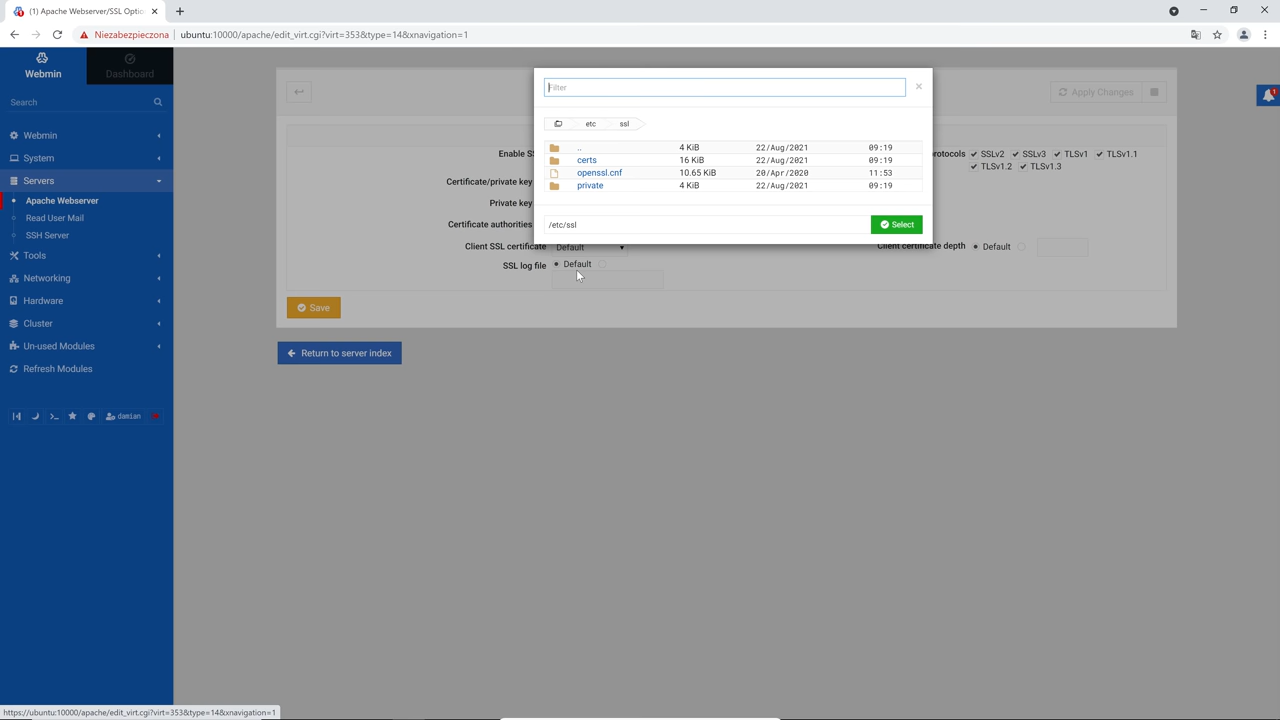 (1) Apache Webserver/SSL Optio
Niezabezpieczona
ubuntu:10000/apache/edit_virt.cgi?virt=353&type=14&xnavigation=1
Webmin
Dashboard
Search
Webmin
System
Servers
Apache Webserver
Read User Mail
SSH Server
Tools
Networking
Hardware
Cluster
Un-used Modules
Refresh Modules
damian
Filter
etc ssl
.. 4 KiB 22/Aug/2021 09:19
certs 16 KiB 22/Aug/2021 09:19
openssl.cnf 10.65 KiB 20/Apr/2020 11:53
private 4 KiB 22/Aug/2021 09:19
/etc/ssl
Select
Apply Changes
Enable SS
rotocols SSLv2 SSLv3 TLSv1 TLSv1.1
TLSv1.2 TLSv1.3
Certificate/private key
Private key
Certificate authorities
Client SSL certificate Default
Client certificate depth Default
SSL log file Default
Save
Return to server index
https://ubuntu:10000/apache/edit_virt.cgi?virt=353&type=14&xnavigation=1